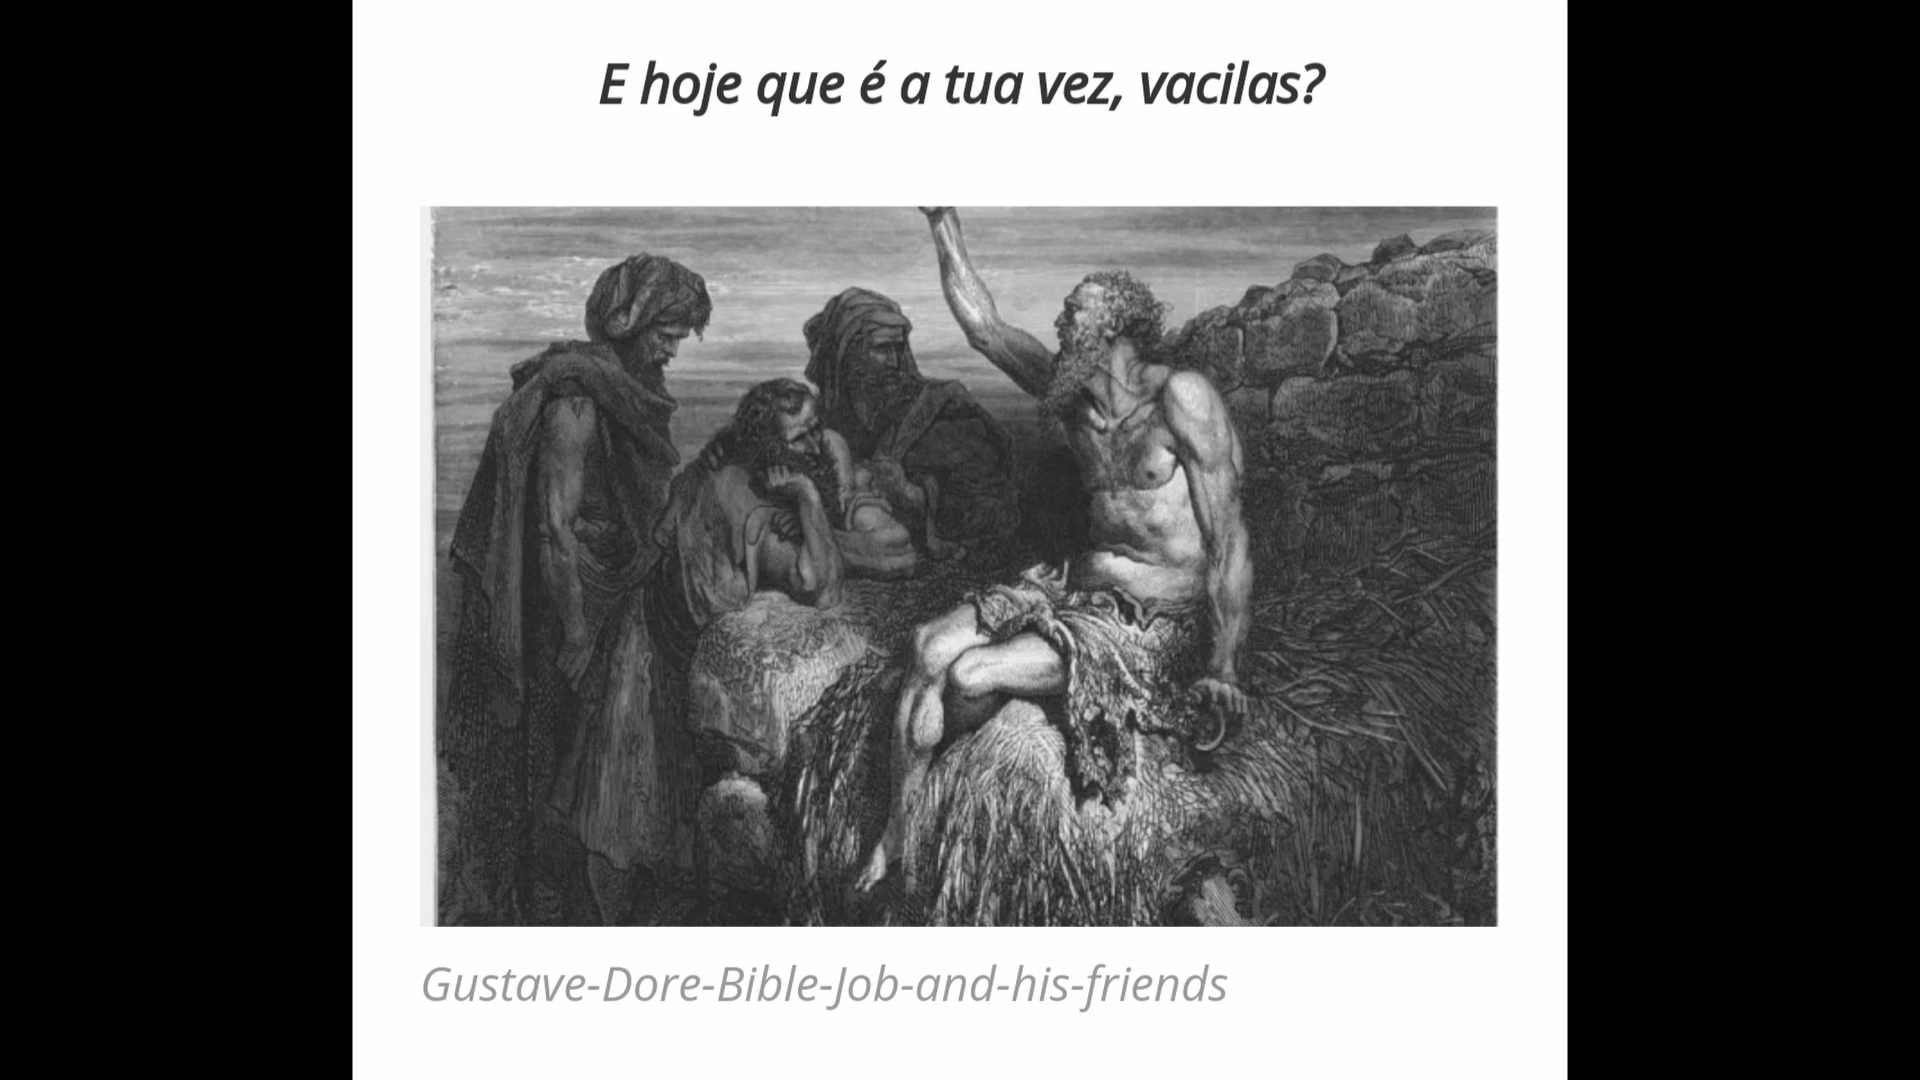 E hoje que é a tua vez, vacilas?
Gustave-Dore-Bible-Job-and-his-friends